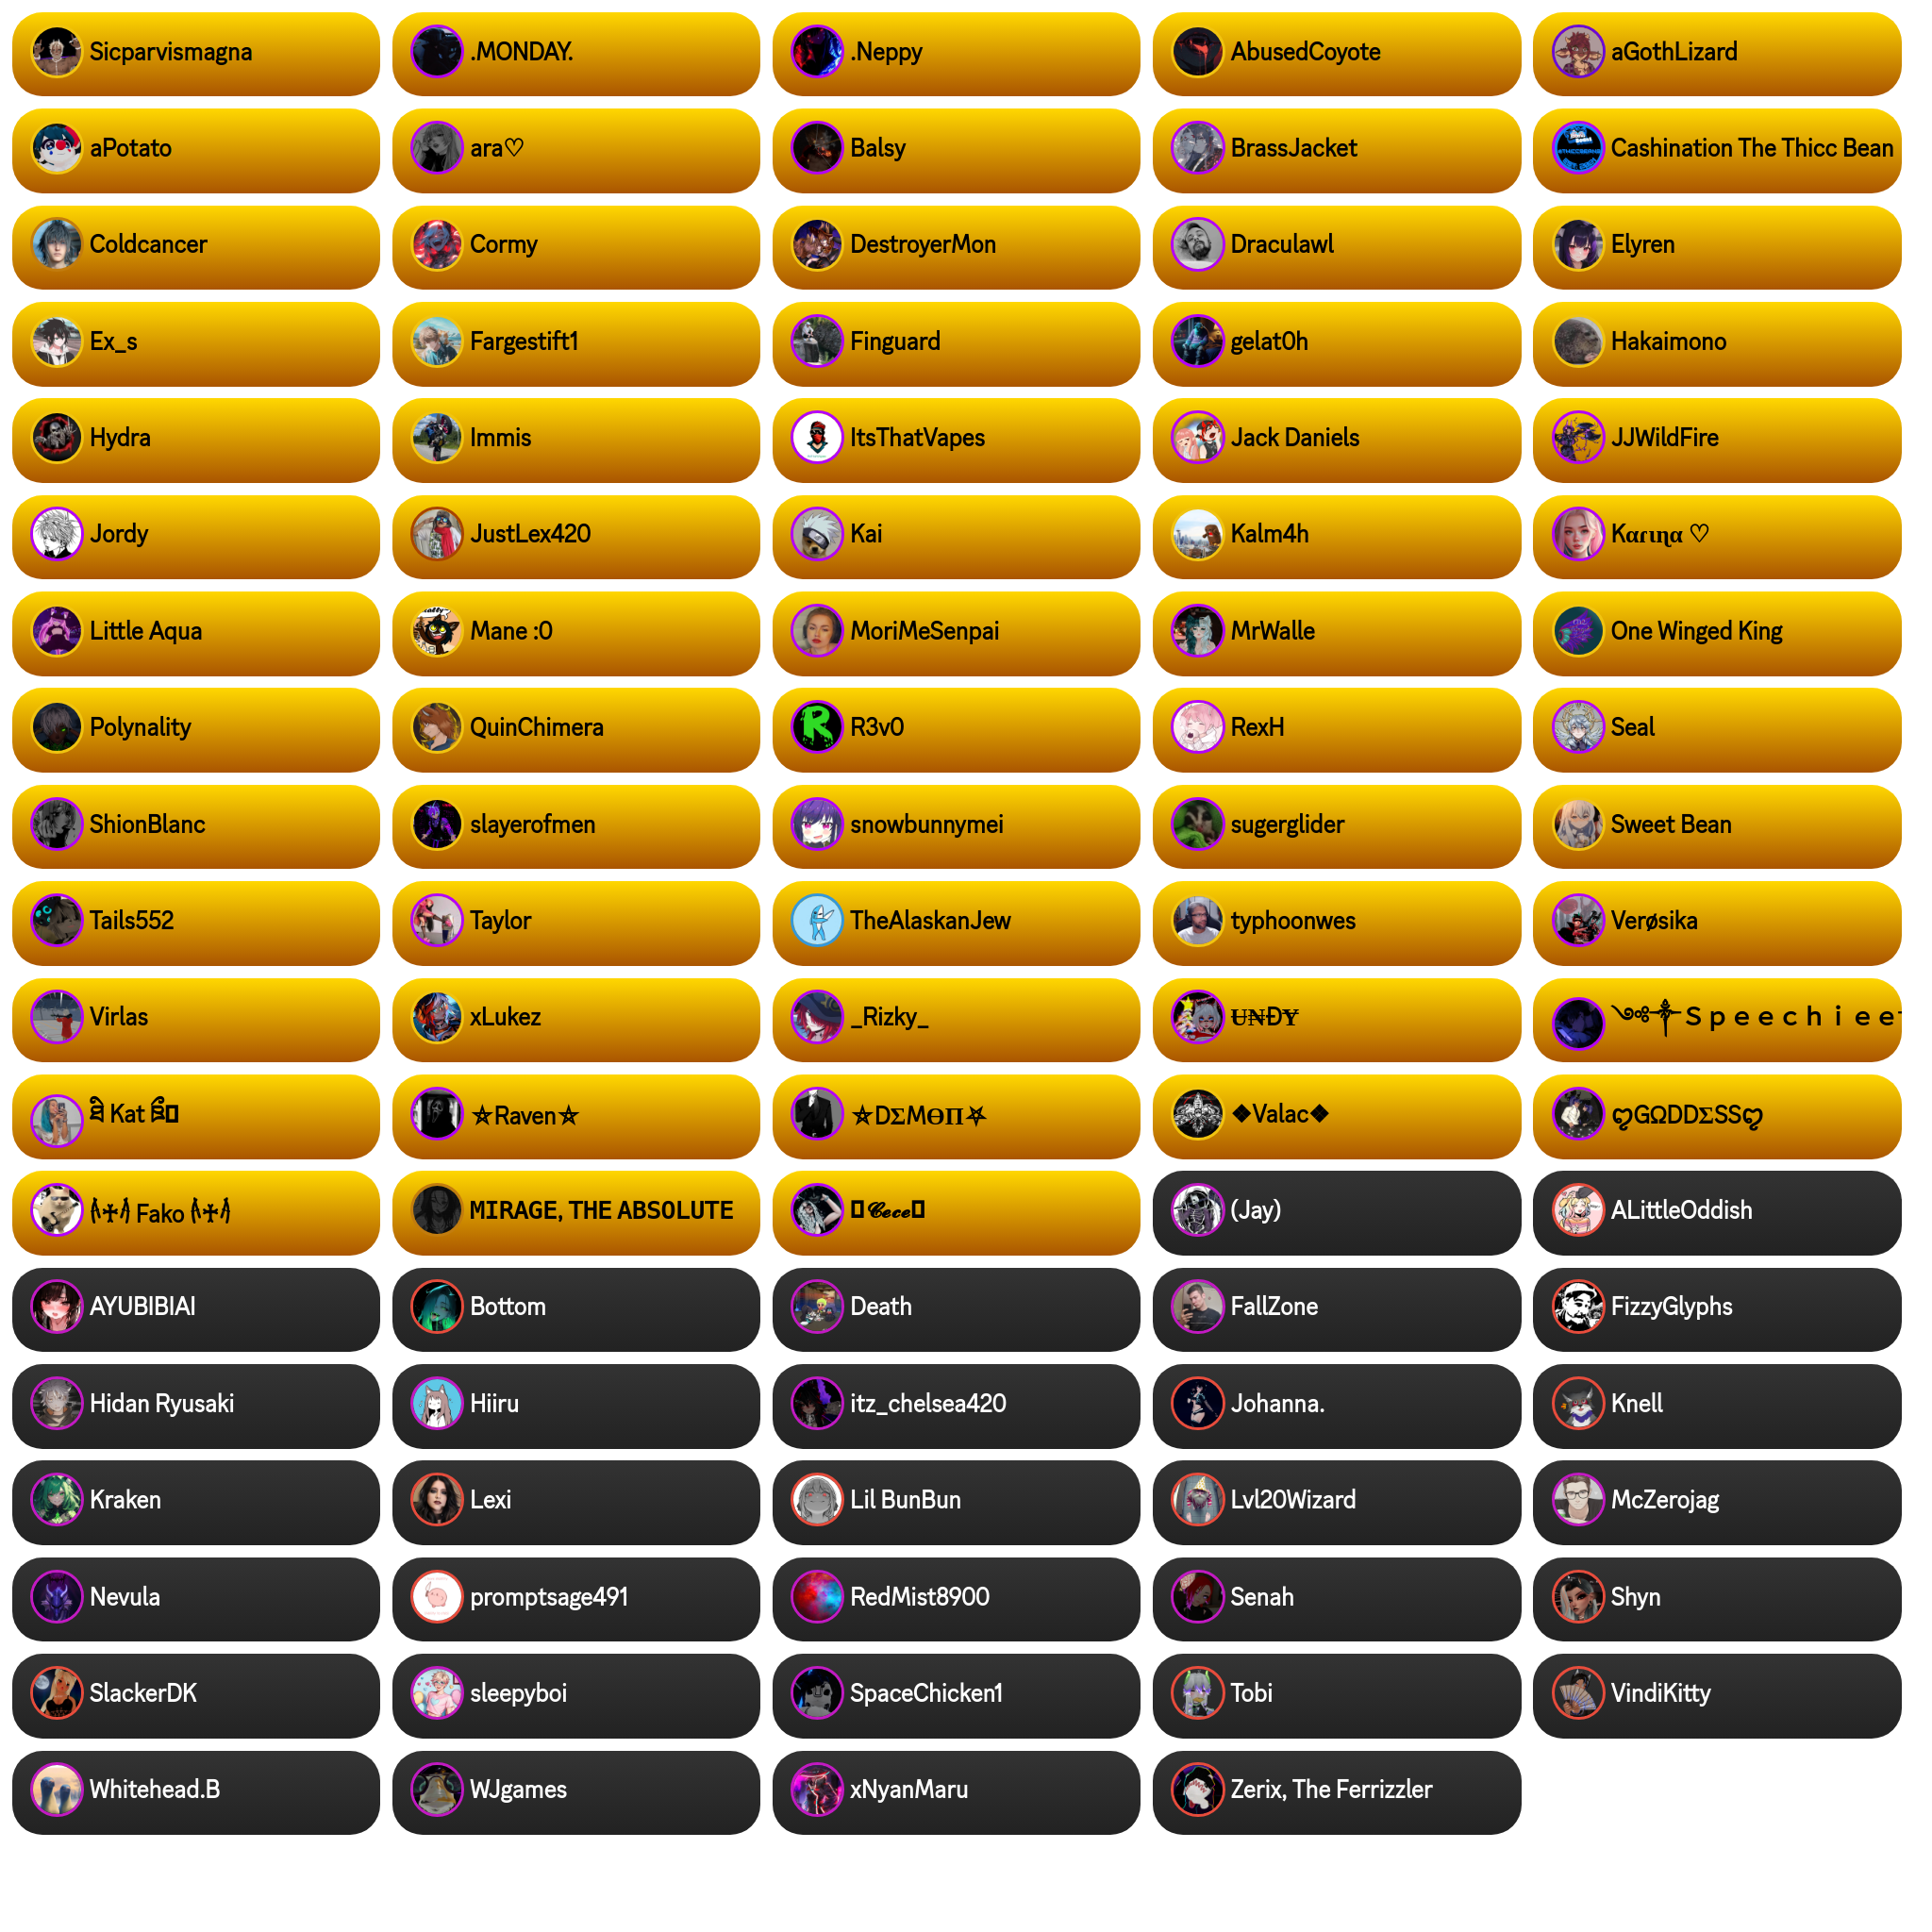 Sicparvismagna
.MONDAY.
.Neppy
AbusedCoyote
aGothLizard
aPotato
ara♡
Balsy
BrassJacket
Cashination The Thicc Bean
Coldcancer
Cormy
DestroyerMon
Draculawl
Elyren
Ex_s
Fargestift1
Finguard
gelat0h
Hakaimono
Hydra
Immis
ItsThatVapes
Jack Daniels
JJWildFire
Jordy
JustLex420
Kai
Kalm4h
Kαɾιɳα ♡
Little Aqua
Mane :0
MoriMeSenpai
MrWalle
One Winged King
Polynality
QuinChimera
R3v0
RexH
Seal
ShionBlanc
slayerofmen
snowbunnymei
sugerglider
Sweet Bean
Tails552
Taylor
TheAlaskanJew
typhoonwes
Verøsika
Virlas
xLukez
_Rizky_
U̶N̶ĐY̶
༺☨Ｓｐｅｅｃｈｉｅｅ
Kat
⛤Raven⛤
⛤DΣMӨΠ⛧
❖Valac❖
ლGΩDDΣSSლ
Fako
MIRAGE, THE ABSOLUTE
𝓒𝓮𝓬𝓮
(Jay)
ALittleOddish
AYUBIBIAI
Bottom
Death
FallZone
FizzyGlyphs
Hidan Ryusaki
Hiiru
itz_chelsea420
Johanna.
Knell
Kraken
Lexi
Lil BunBun
Lvl20Wizard
McZerojag
Nevula
promptsage491
RedMist8900
Senah
Shyn
SlackerDK
sleepyboi
SpaceChicken1
Tobi
VindiKitty
Whitehead.B
WJgames
xNyanMaru
Zerix, The Ferrizzler